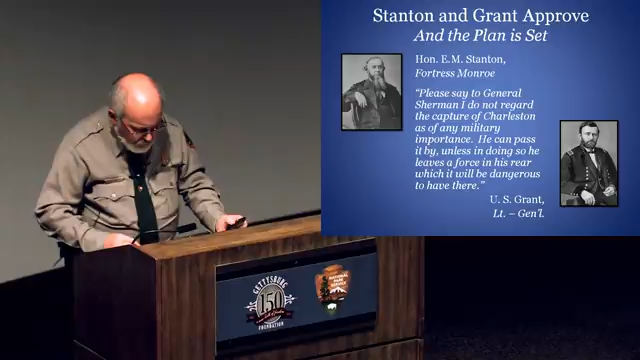 Stanton and Grant Approve
And the Plan is Set
Hon. E.M. Stanton,
Fortress Monroe
“Please say to General
Sherman I do not regard
the capture of Charleston
as of any military
importance. He can pass
it by, unless in doing so he
leaves a force in his rear
which it will be dangerous
to have there.”
U. S. Grant,
Lt. – Gen’l.
GETTYSBURG
150
FOUNDATION
NATIONAL
PARK
SERVICE